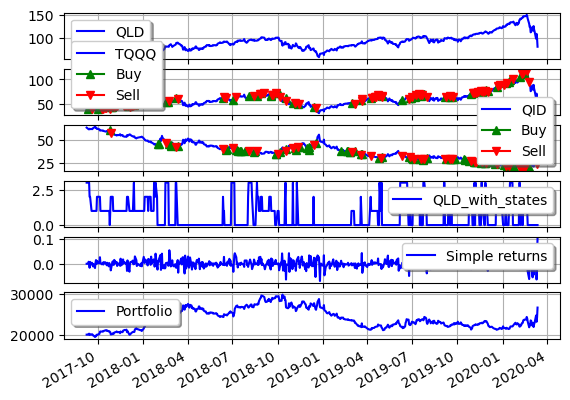 150
100
QLD
100
50
TQQQ
Buy
Sell
50
25
QID
Buy
Sell
2.5
0.0
QLD_with_states
0.1
0.0
Simple returns
30000
20000
Portfolio
2017-10
2018-01
2018-04
2018-07
2018-10
2019-01
2019-04
2019-07
2019-10
2020-01
2020-04